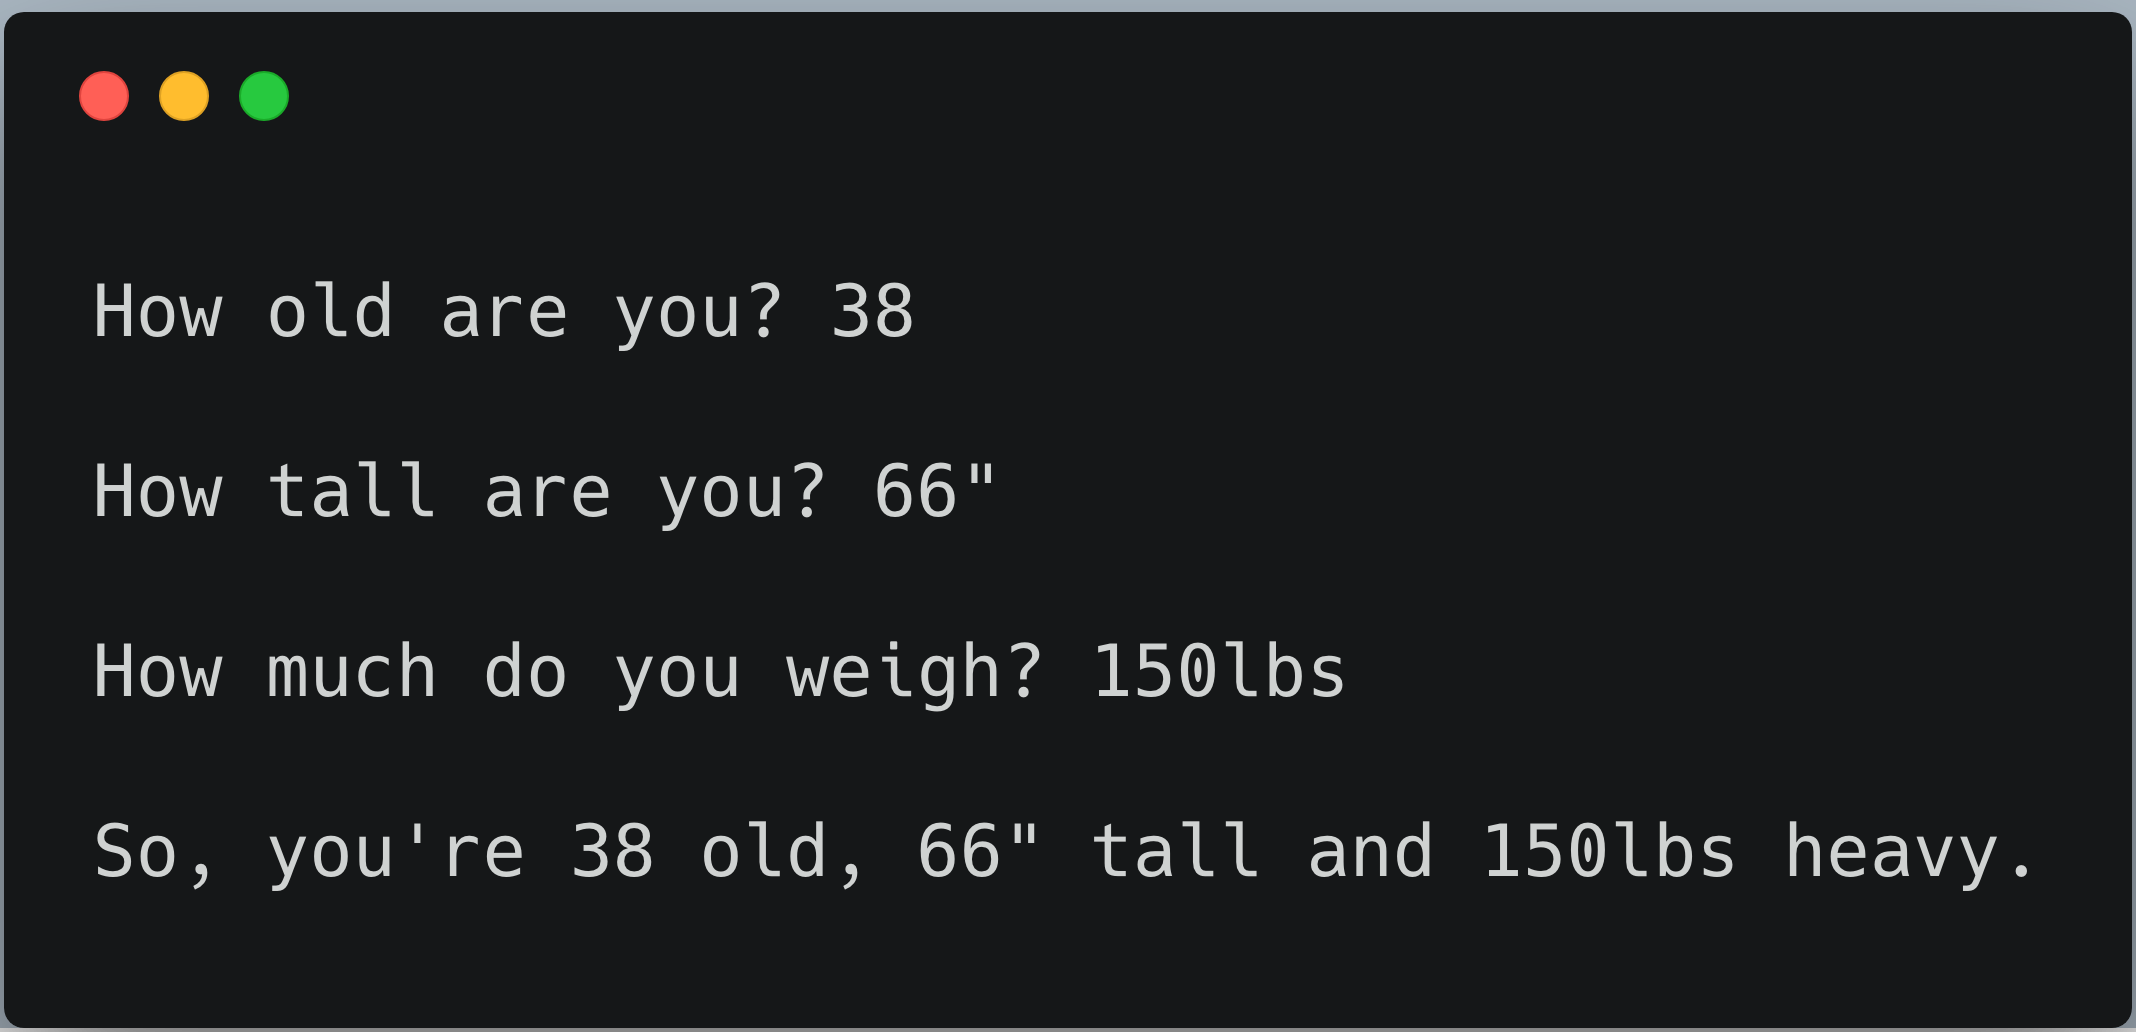 How old are you? 38
How tall are you? 66"
How much do you weigh? 150lbs
So, you're 38 old, 66" tall and 150lbs heavy.